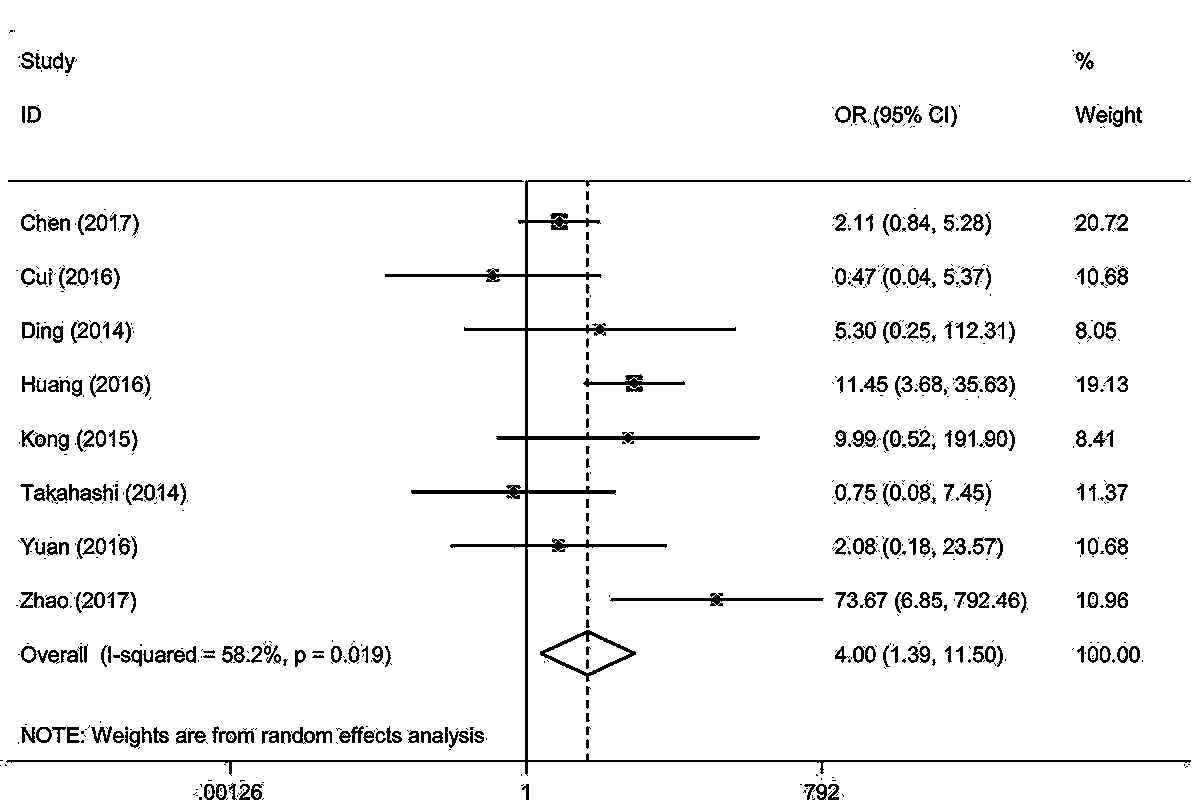 Study %
ID OR (95% CI) Weight
Chen (2017) 2.11 (0.84, 5.28) 20.72
Cui (2016) 0.47 (0.04, 5.37) 10.68
Ding (2014) 5.30 (0.25, 112.31) 8.05
Huang (2016) 11.45 (3.68, 35.63) 19.13
Kong (2015) 9.99 (0.52, 191.90) 8.41
Takahashi (2014) 0.75 (0.08, 7.45) 11.37
Yuan (2016) 2.08 (0.18, 23.57) 10.68
Zhao (2017) 73.67 (6.85, 792.46) 10.96
Overall (I-squared = 58.2%, p = 0.019) 4.00 (1.39, 11.50) 100.00
NOTE: Weights are from random effects analysis
.00126 1 792